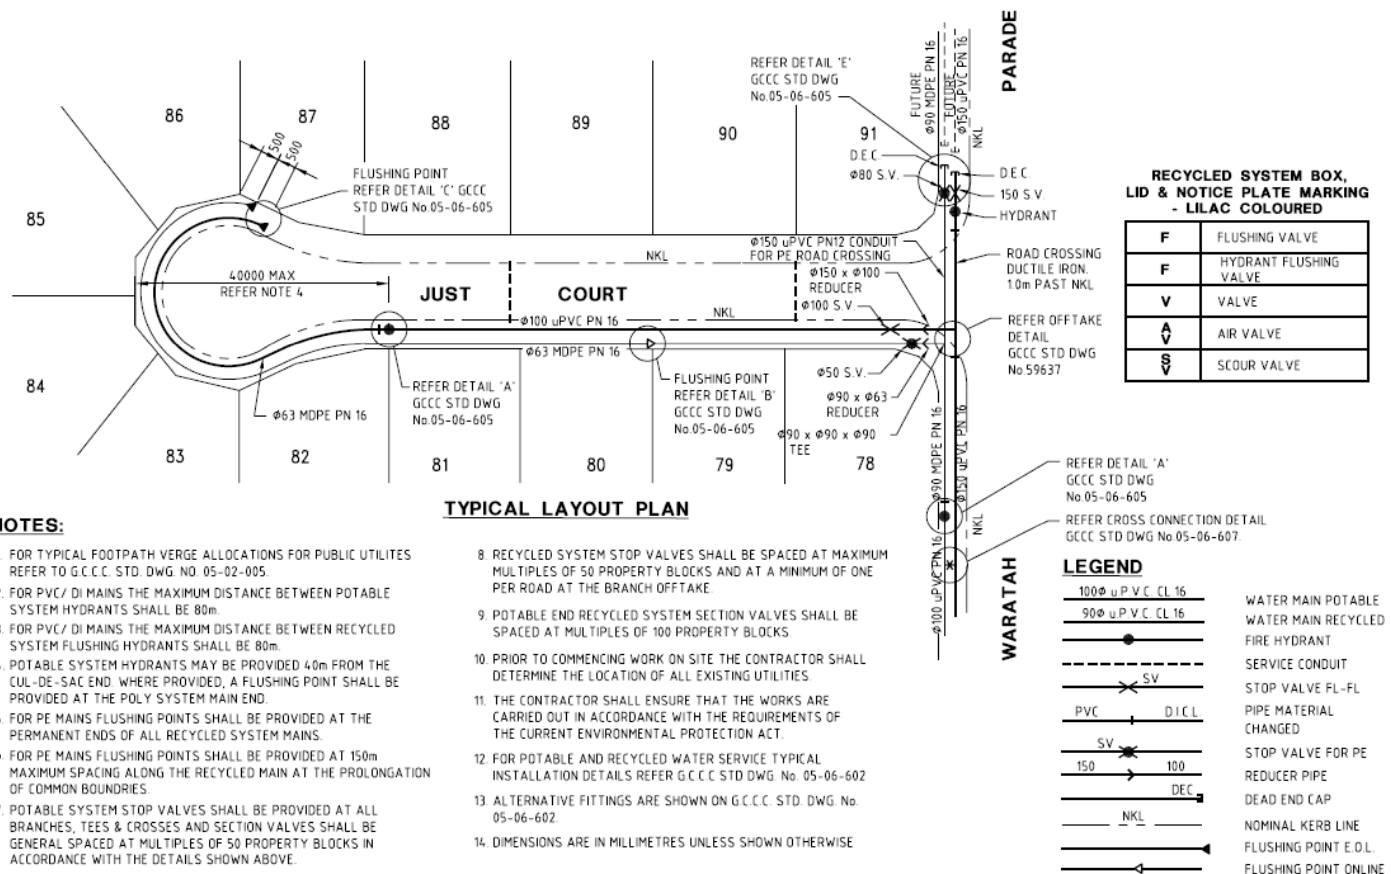 PARADE
FUTURE
Ø90 MDPE PN 16
FUTURE
Ø150 uPVC PN 16
NKL
REFER DETAIL 'E'
GCCC STD DWG
No.05-06-605
86
87
88
89
90
91
500
500
D.E.C.
Ø80 S.V.
D.E.C.
150 S.V.
HYDRANT
FLUSHING POINT
REFER DETAIL 'C' GCCC
STD DWG No.05-06-605
85
Ø150 uPVC PN12 CONDUIT
FOR PE ROAD CROSSING
NKL
ROAD CROSSING
DUCTILE IRON.
1.0m PAST NKL
40000 MAX
REFER NOTE 4
JUST COURT
Ø150 x Ø100
REDUCER
Ø100 S.V.
NKL
Ø100 uPVC PN 16
Ø63 MDPE PN 16
REFER OFFTAKE
DETAIL
GCCC STD DWG
No.59637
84
REFER DETAIL 'A'
GCCC STD DWG
No.05-06-605
FLUSHING POINT
REFER DETAIL 'B'
GCCC STD DWG
No.05-06-605
Ø50 S.V.
Ø90 x Ø63
REDUCER
Ø90 x Ø90 x Ø90
TEE
Ø63 MDPE PN 16
83
82
81
80
79
78
Ø90 MDPE PN 16
Ø150 uPVC PN 16
NKL
Ø100 uPVC PN 16
REFER DETAIL 'A'
GCCC STD DWG
No.05-06-605
REFER CROSS CONNECTION DETAIL
GCCC STD DWG No.05-06-607.
WARATAH
RECYCLED SYSTEM BOX,
LID & NOTICE PLATE MARKING
- LILAC COLOURED
F FLUSHING VALVE
F HYDRANT FLUSHING
VALVE
V VALVE
A
V AIR VALVE
S
V SCOUR VALVE
TYPICAL LAYOUT PLAN
NOTES:
. FOR TYPICAL FOOTPATH VERGE ALLOCATIONS FOR PUBLIC UTILITES
REFER TO G.C.C.C. STD. DWG. NO. 05-02-005.
. FOR PVC/ DI MAINS THE MAXIMUM DISTANCE BETWEEN POTABLE
SYSTEM HYDRANTS SHALL BE 80m.
. FOR PVC/ DI MAINS THE MAXIMUM DISTANCE BETWEEN RECYCLED
SYSTEM FLUSHING HYDRANTS SHALL BE 80m.
. POTABLE SYSTEM HYDRANTS MAY BE PROVIDED 40m FROM THE
CUL-DE-SAC END. WHERE PROVIDED, A FLUSHING POINT SHALL BE
PROVIDED AT THE POLY SYSTEM MAIN END.
. FOR PE MAINS FLUSHING POINTS SHALL BE PROVIDED AT THE
PERMANENT ENDS OF ALL RECYCLED SYSTEM MAINS.
. FOR PE MAINS FLUSHING POINTS SHALL BE PROVIDED AT 150m
MAXIMUM SPACING ALONG THE RECYCLED MAIN AT THE PROLONGATION
OF COMMON BOUNDRIES.
. POTABLE SYSTEM STOP VALVES SHALL BE PROVIDED AT ALL
BRANCHES, TEES & CROSSES AND SECTION VALVES SHALL BE
GENERAL SPACED AT MULTIPLES OF 50 PROPERTY BLOCKS IN
ACCORDANCE WITH THE DETAILS SHOWN ABOVE.
8. RECYCLED SYSTEM STOP VALVES SHALL BE SPACED AT MAXIMUM
MULTIPLES OF 50 PROPERTY BLOCKS AND AT A MINIMUM OF ONE
PER ROAD AT THE BRANCH OFFTAKE.
9. POTABLE END RECYCLED SYSTEM SECTION VALVES SHALL BE
SPACED AT MULTIPLES OF 100 PROPERTY BLOCKS.
10. PRIOR TO COMMENCING WORK ON SITE THE CONTRACTOR SHALL
DETERMINE THE LOCATION OF ALL EXISTING UTILITIES.
11. THE CONTRACTOR SHALL ENSURE THAT THE WORKS ARE
CARRIED OUT IN ACCORDANCE WITH THE REQUIREMENTS OF
THE CURRENT ENVIRONMENTAL PROTECTION ACT.
12. FOR POTABLE AND RECYCLED WATER SERVICE TYPICAL
INSTALLATION DETAILS REFER G.C.C.C STD DWG. No. 05-06-602
13. ALTERNATIVE FITTINGS ARE SHOWN ON G.C.C.C. STD. DWG. No.
05-06-602.
14. DIMENSIONS ARE IN MILLIMETRES UNLESS SHOWN OTHERWISE
LEGEND
100Ø u.P.V.C. CL 16 WATER MAIN POTABLE
90Ø u.P.V.C. CL 16 WATER MAIN RECYCLED
FIRE HYDRANT
SERVICE CONDUIT
SV STOP VALVE FL-FL
PVC D.I.C.L PIPE MATERIAL
CHANGED
SV STOP VALVE FOR PE
150 100 REDUCER PIPE
DEC DEAD END CAP
NKL NOMINAL KERB LINE
FLUSHING POINT E.O.L.
FLUSHING POINT ONLINE